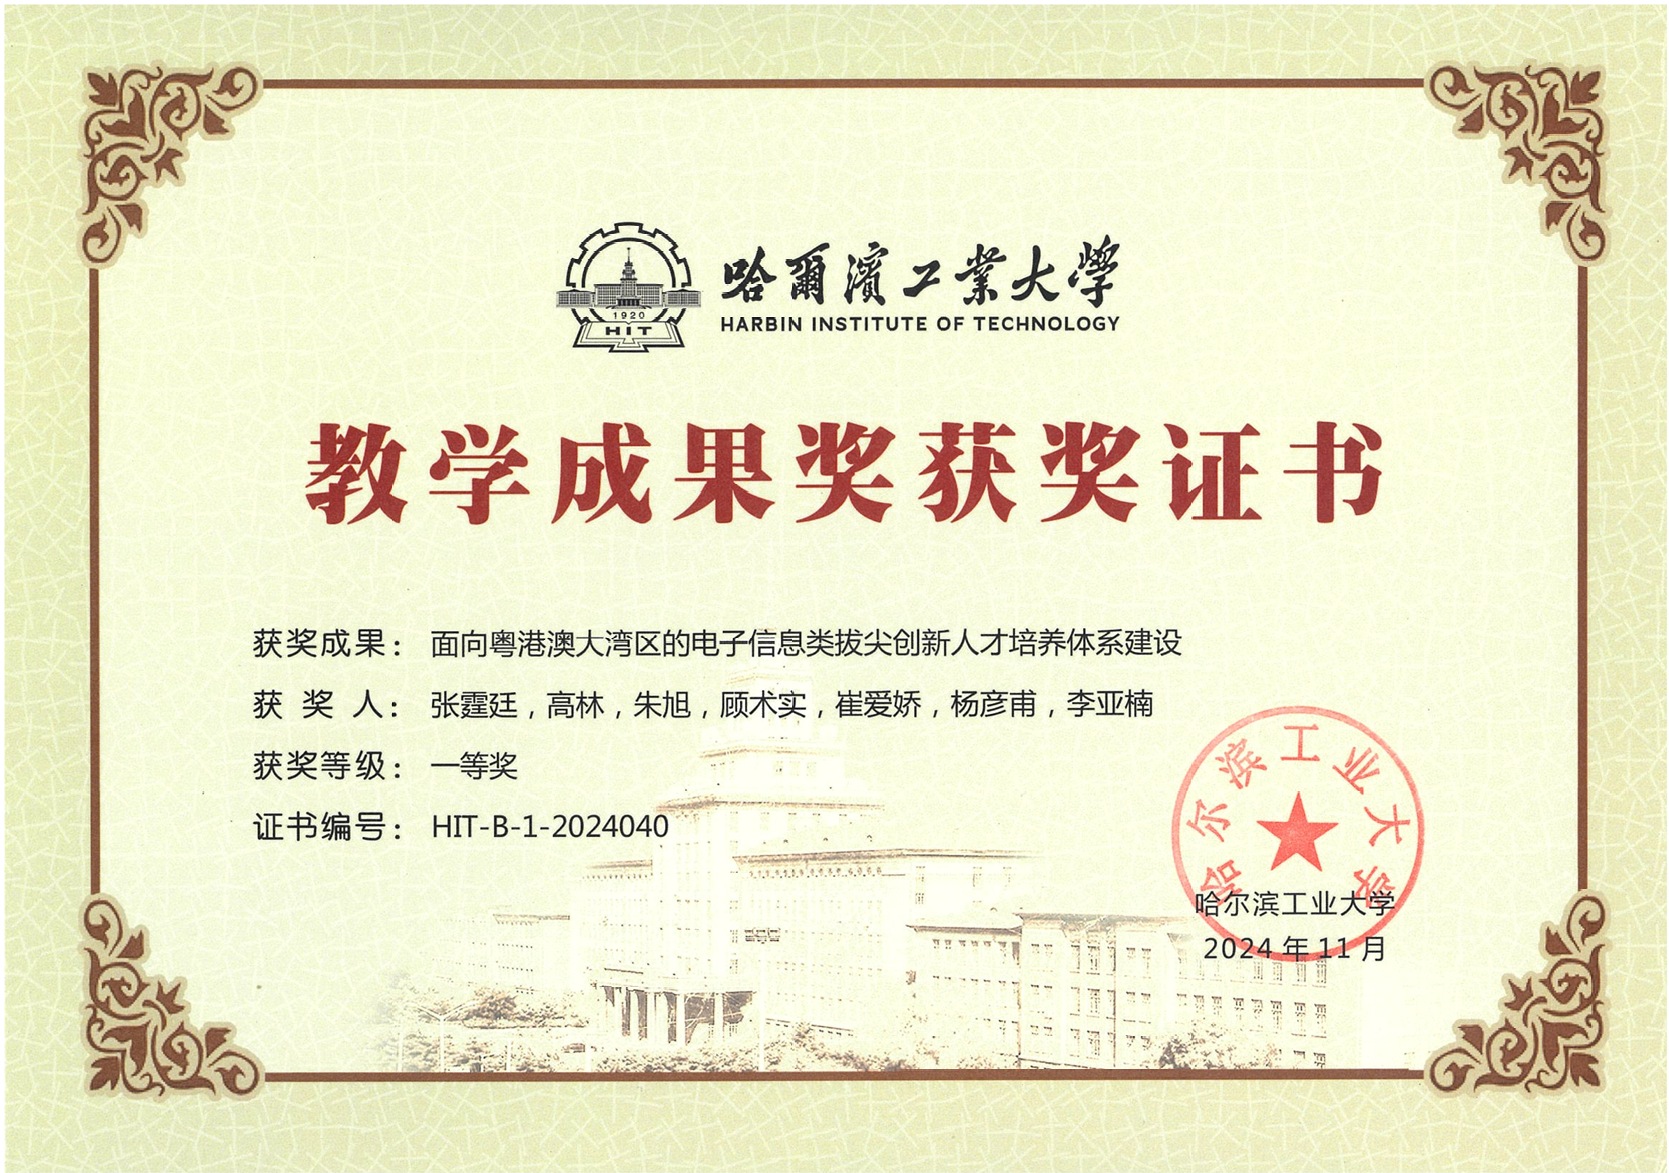 哈爾濱工業大學
HARBIN INSTITUTE OF TECHNOLOGY
1920
HIT
教学成果奖获奖证书
获奖成果：面向粤港澳大湾区的电子信息类拔尖创新人才培养体系建设
获 奖 人：张霆廷，高林，朱旭，顾术实，崔爱娇，杨彦甫，李亚楠
获奖等级：一等奖
证书编号：HIT-B-1-2024040
哈尔滨工业大学
哈尔滨工业大学
2024 年 11 月